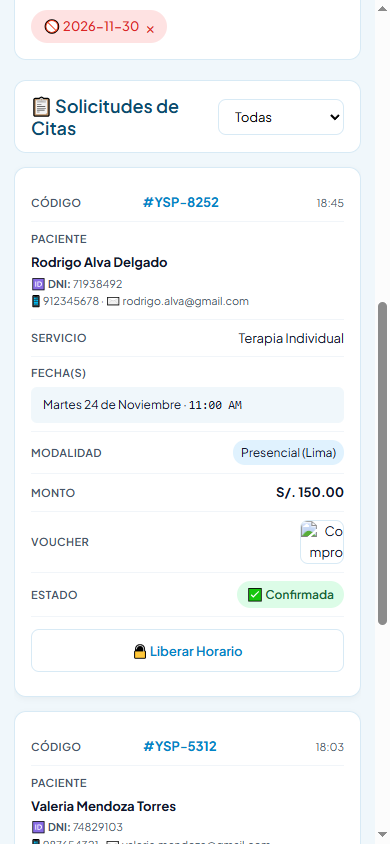 2026-11-30 ×
Solicitudes de
Citas
Todas
CÓDIGO #YSP-8252 18:45
PACIENTE
Rodrigo Alva Delgado
DNI: 71938492
912345678 · rodrigo.alva@gmail.com
SERVICIO Terapia Individual
FECHA(S)
Martes 24 de Noviembre · 11:00 AM
MODALIDAD Presencial (Lima)
MONTO S/. 150.00
VOUCHER Co
mpro
ESTADO Confirmada
Liberar Horario
CÓDIGO #YSP-5312 18:03
PACIENTE
Valeria Mendoza Torres
DNI: 74829103